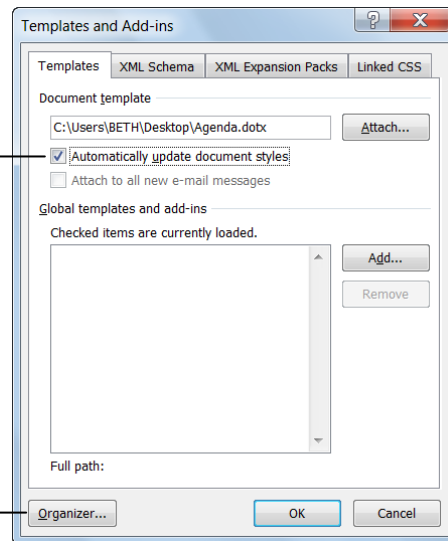 Templates and Add-ins
Templates XML Schema XML Expansion Packs Linked CSS
Document template
C:\Users\BETH\Desktop\Agenda.dotx Attach...
Automatically update document styles
Attach to all new e-mail messages
Global templates and add-ins
Checked items are currently loaded.
Add...
Remove
Full path:
Organizer... OK Cancel